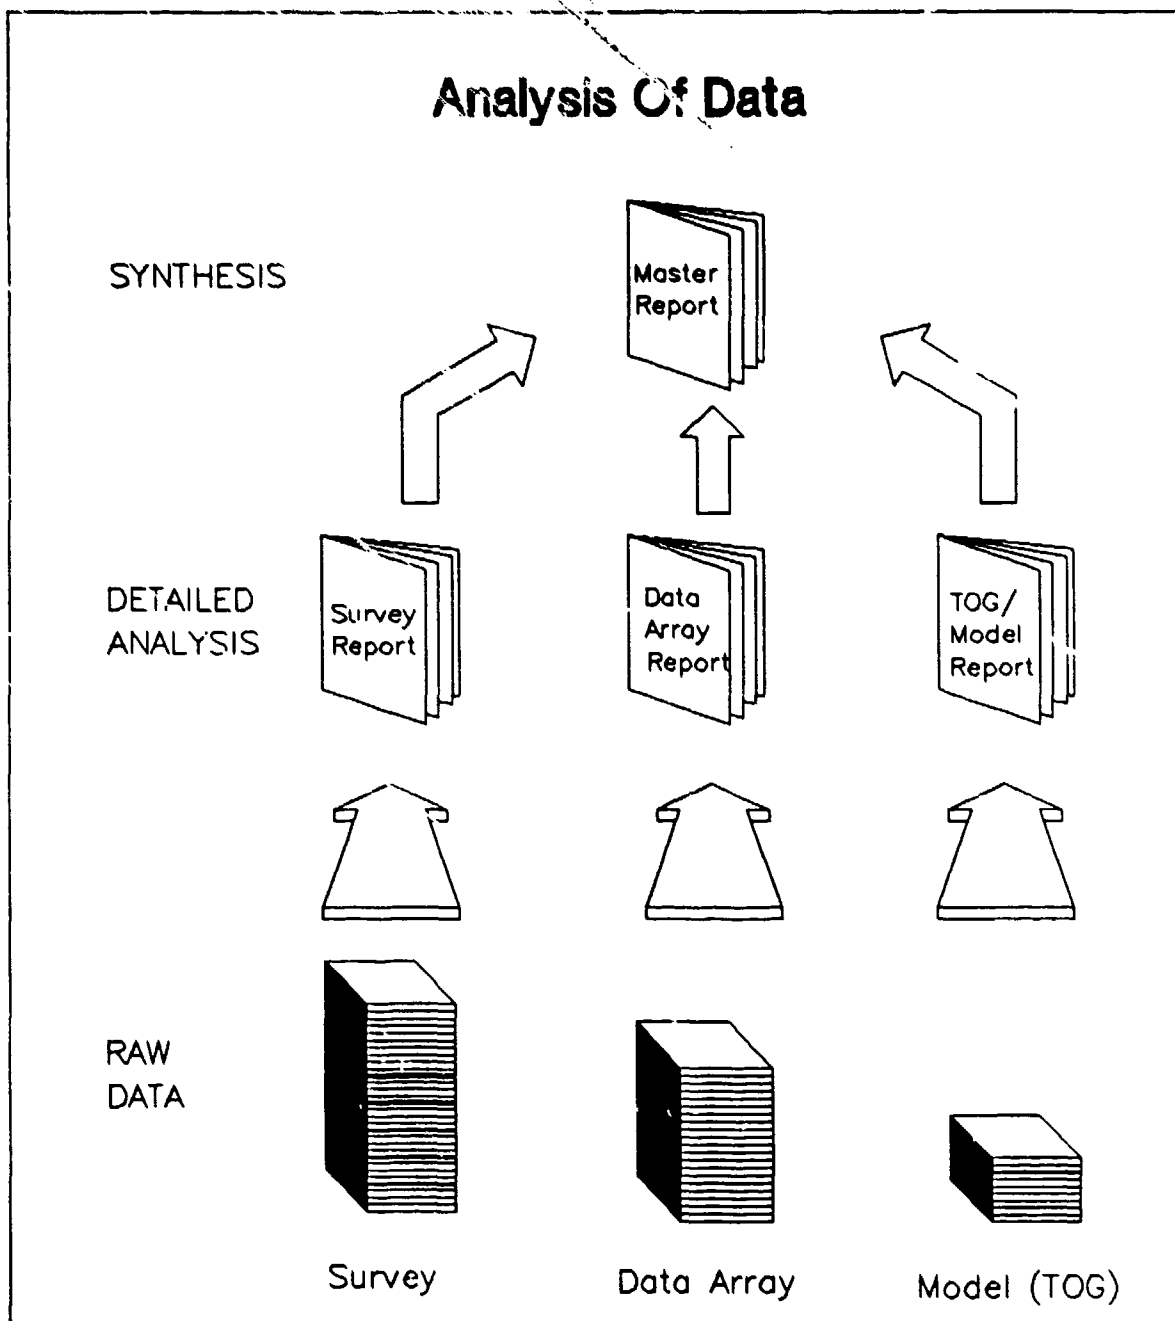 Analysis Of Data
SYNTHESIS
Master
Report
DETAILED
ANALYSIS
Survey
Report
Data
Array
Report
TOG/
Model
Report
RAW
DATA
Survey
Data Array
Model (TOG)